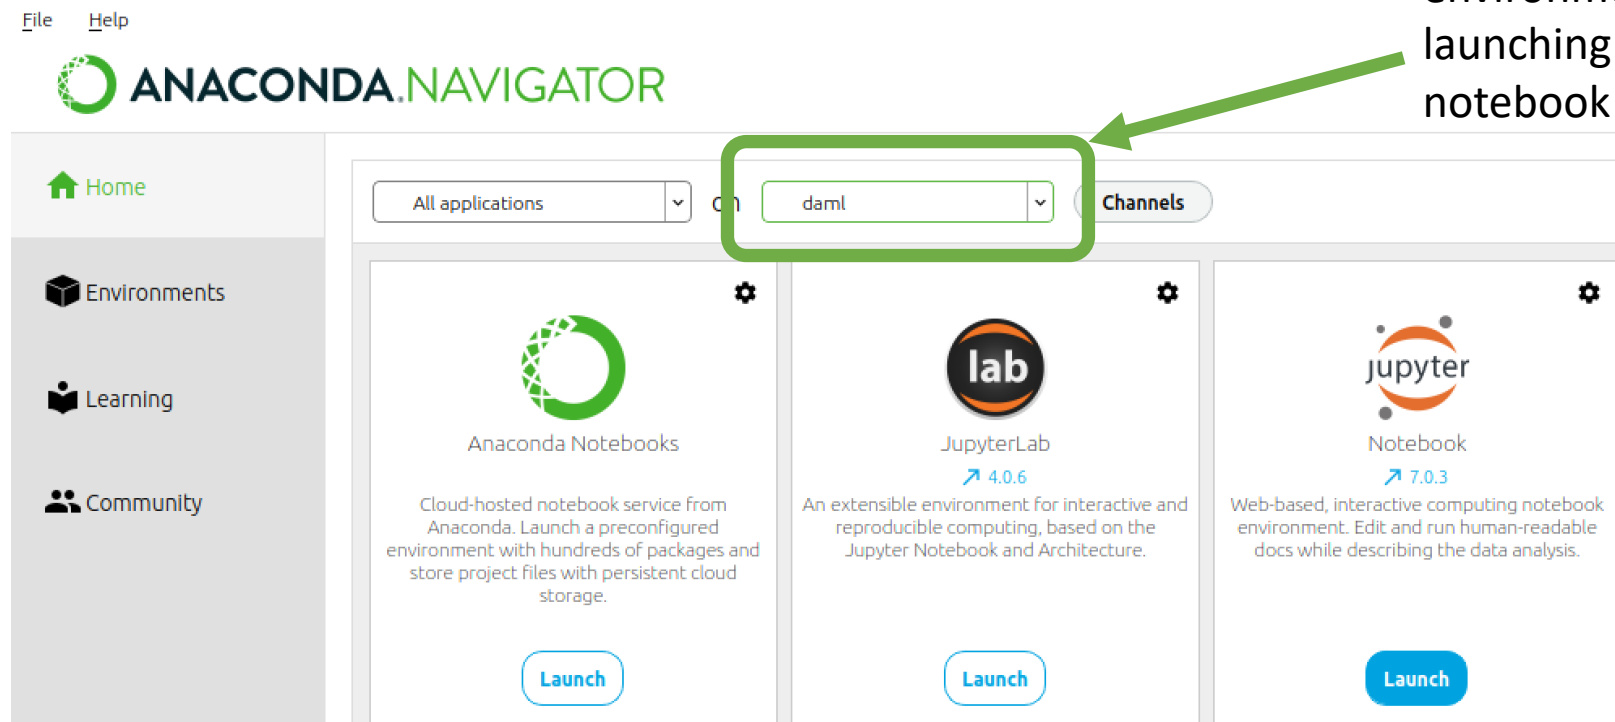 File Help
launching
notebook
ANACONDA.NAVIGATOR
Home
All applications
on
daml
Channels
Environments
Learning
Community
Anaconda Notebooks
Cloud-hosted notebook service from
Anaconda. Launch a preconfigured
environment with hundreds of packages and
store project files with persistent cloud
storage.
Launch
lab
JupyterLab
4.0.6
An extensible environment for interactive and
reproducible computing, based on the
Jupyter Notebook and Architecture.
Launch
jupyter
Notebook
7.0.3
Web-based, interactive computing notebook
environment. Edit and run human-readable
docs while describing the data analysis.
Launch